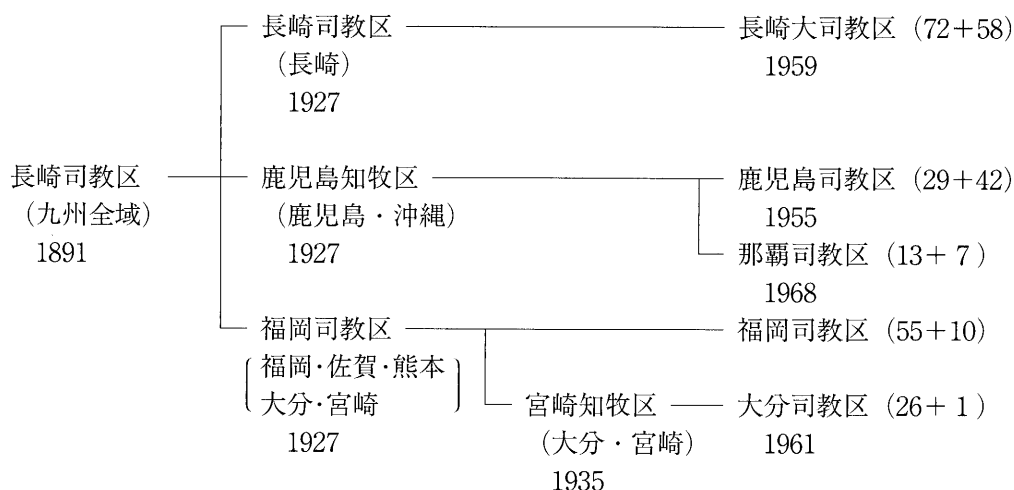 長崎司教区 長崎大司教区 (72+58)
(長崎) 1959
1927
長崎司教区 鹿児島知牧区 鹿児島司教区 (29+42)
(九州全域) (鹿児島・沖縄) 1955
1891 1927 那覇司教区 (13+ 7 )
1968
福岡司教区 福岡司教区 (55+10)
福岡・佐賀・熊本
大分・宮崎 宮崎知牧区 大分司教区 (26+ 1 )
1927 (大分・宮崎) 1961
1935